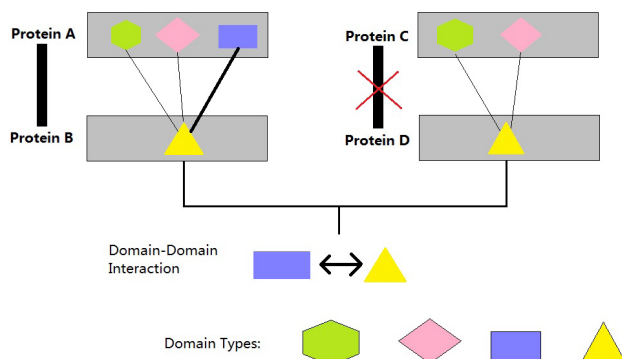 Protein A
Protein C
Protein B
Protein D
Domain-Domain
Interaction
Domain Types: